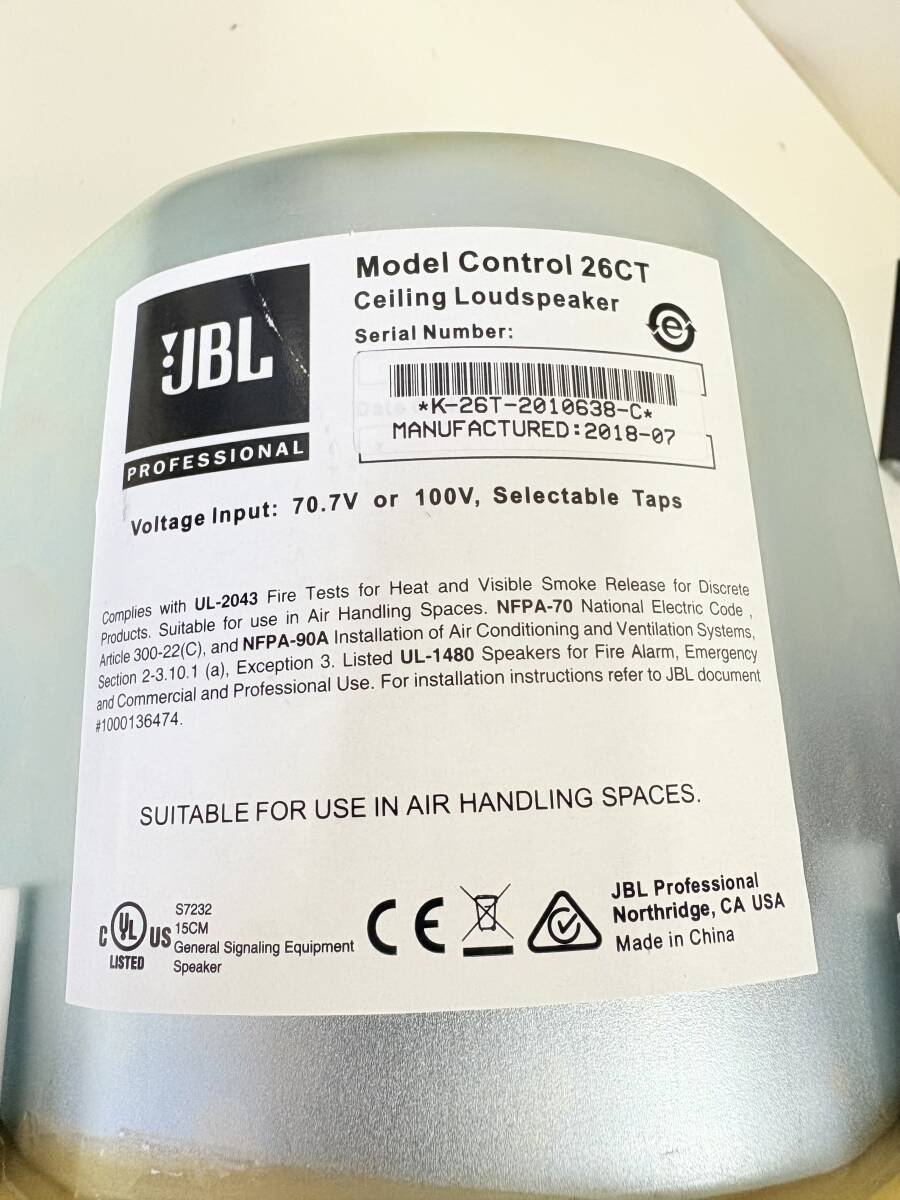 JBL
PROFESSIONAL
Model Control 26CT
Ceiling Loudspeaker
Serial Number:
*K-26T-2010638-C*
MANUFACTURED:2018-07
Voltage Input: 70.7V or 100V, Selectable Taps
Complies with UL-2043 Fire Tests for Heat and Visible Smoke Release for Discrete
Products. Suitable for use in Air Handling Spaces. NFPA-70 National Electric Code ,
Article 300-22(C), and NFPA-90A Installation of Air Conditioning and Ventilation Systems,
Section 2-3.10.1 (a), Exception 3. Listed UL-1480 Speakers for Fire Alarm, Emergency
and Commercial and Professional Use. For installation instructions refer to JBL document
#1000136474.
SUITABLE FOR USE IN AIR HANDLING SPACES.
C UL US
LISTED
S7232
15CM
General Signaling Equipment
Speaker
CE
JBL Professional
Northridge, CA USA
Made in China